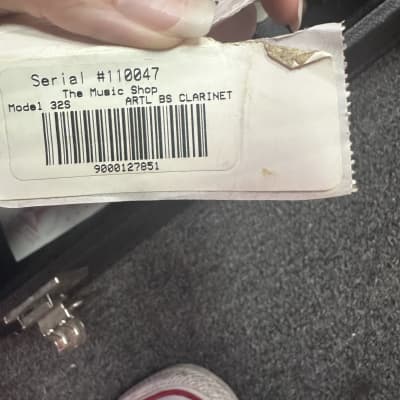 Serial #110047
The Music Shop
Model 32S ARTL BS CLARINET
9000127851